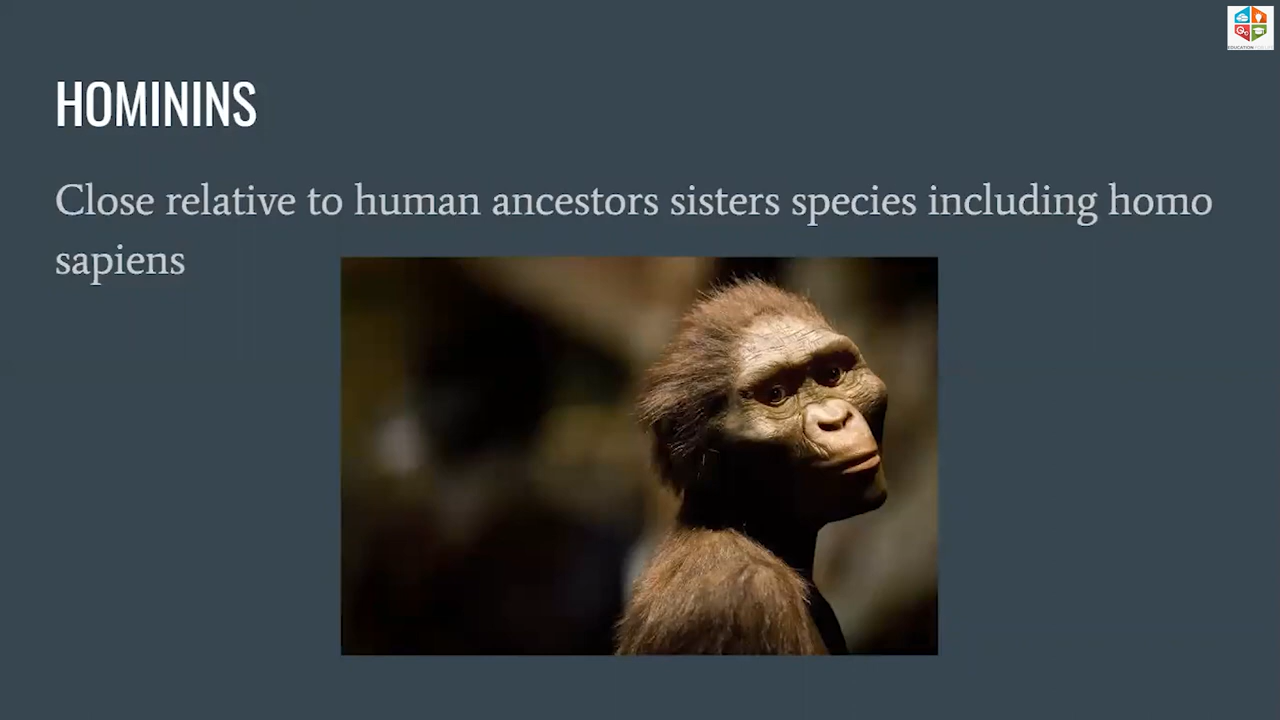 HOMININS
Close relative to human ancestors sisters species including homo
sapiens